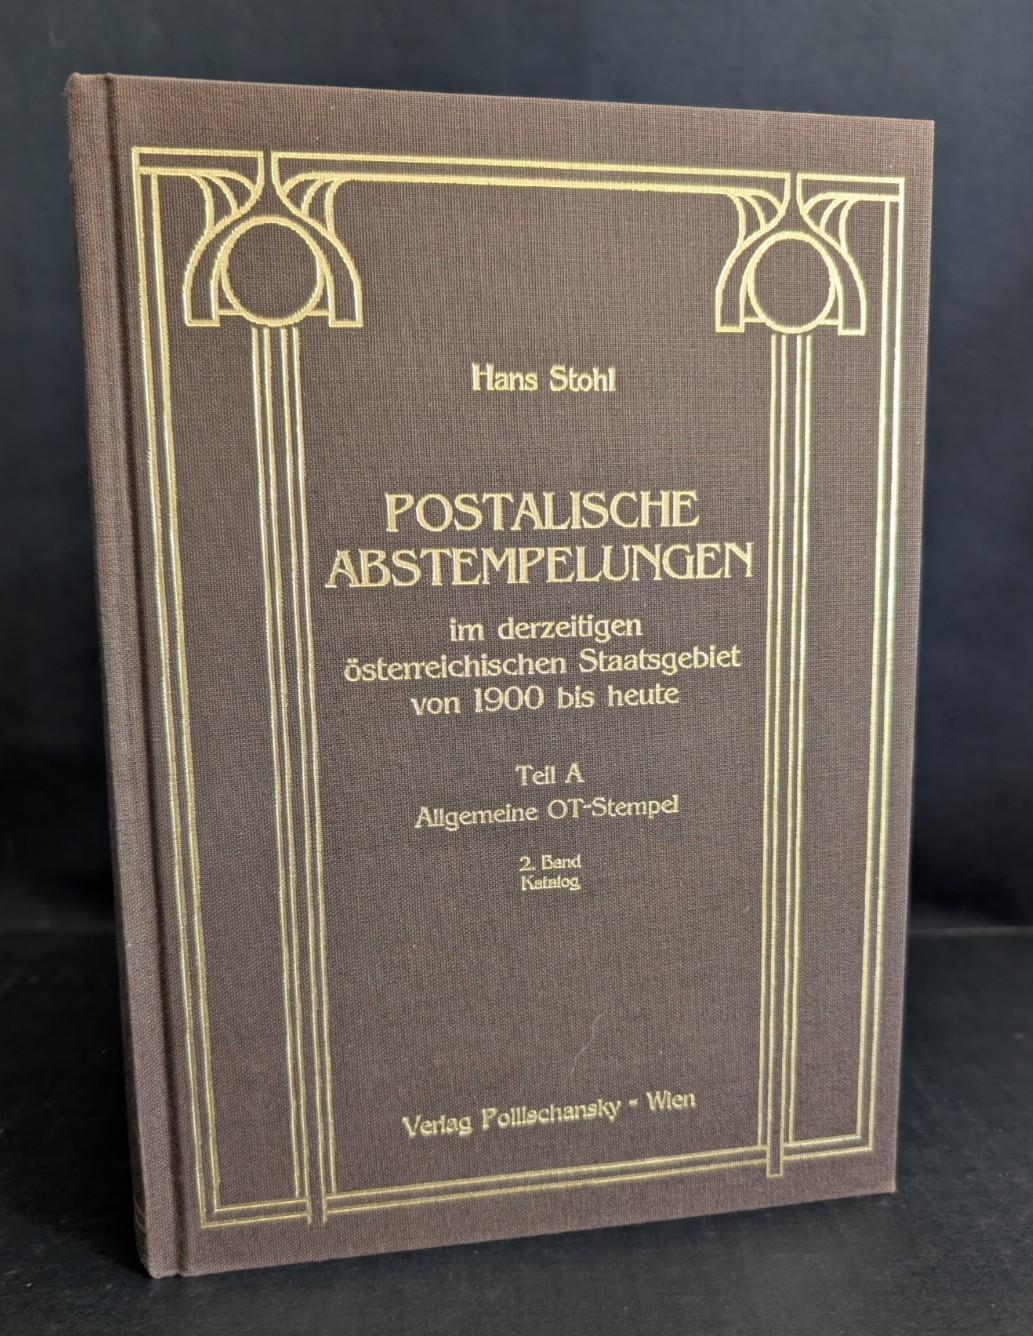 Hans Stohl
POSTALISCHE
ABSTEMPELUNGEN
im derzeitigen
österreichischen Staatsgebiet
von 1900 bis heute
Teil A
Allgemeine OT-Stempel
2. Band
Katalog
Verlag Pollischansky - Wien